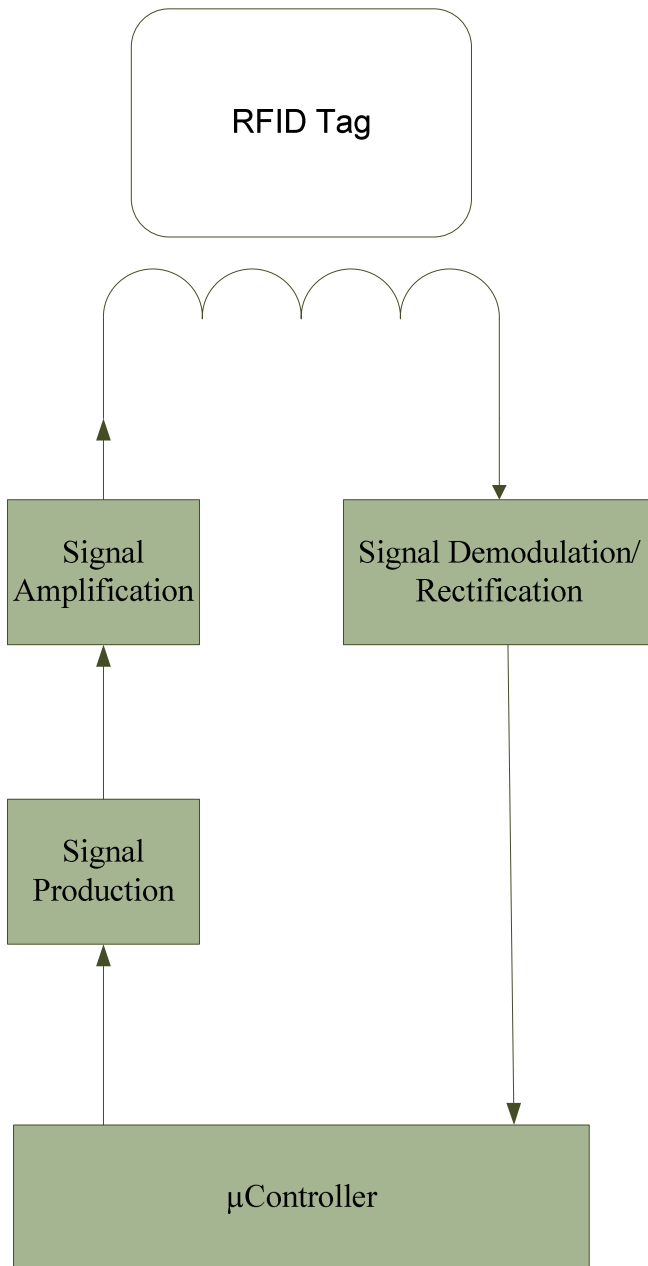 RFID Tag
Signal
Amplification
Signal Demodulation/
Rectification
Signal
Production
µController